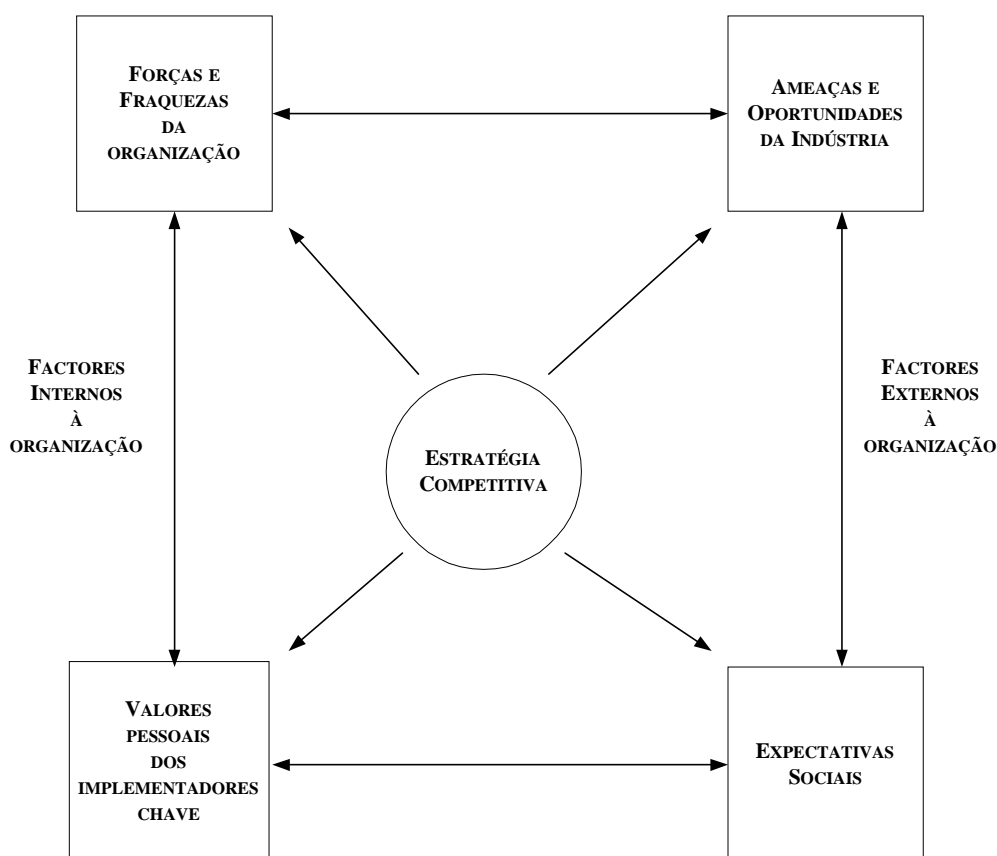 FORÇAS E
FRAQUEZAS
DA
ORGANIZAÇÃO
AMEAÇAS E
OPORTUNIDADES
DA INDÚSTRIA
FACTORES
INTERNOS
À
ORGANIZAÇÃO
ESTRATÉGIA
COMPETITIVA
FACTORES
EXTERNOS
À
ORGANIZAÇÃO
VALORES
PESSOAIS
DOS
IMPLEMENTADORES
CHAVE
EXPECTATIVAS
SOCIAIS